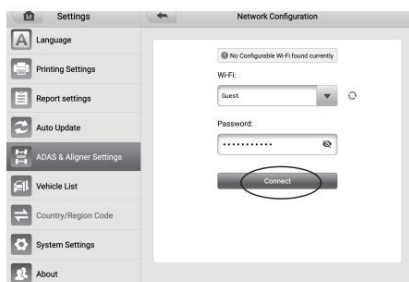 Settings
Network Configuration
Language
Printing Settings
Report settings
Auto Update
ADAS & Aligner Settings
Vehicle List
Country/Region Code
System Settings
About
No Configurable Wi-Fi found currently
Wi-Fi:
Guest
Password:
•••••••••••
Connect